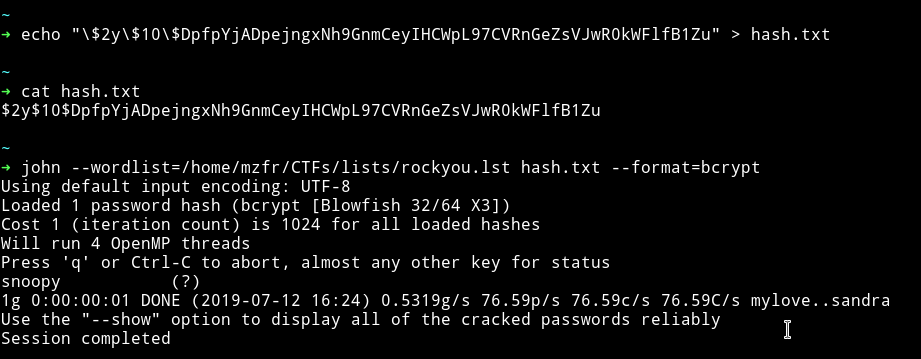 ~
➜ echo "\$2y\$10\$DpfpYjADpejngxNh9GnmCeyIHCWpL97CVRnGeZsVJwR0kWFlfB1Zu" > hash.txt
~
➜ cat hash.txt
$2y$10$DpfpYjADpejngxNh9GnmCeyIHCWpL97CVRnGeZsVJwR0kWFlfB1Zu
~
➜ john --wordlist=/home/mzfr/CTFs/lists/rockyou.lst hash.txt --format=bcrypt
Using default input encoding: UTF-8
Loaded 1 password hash (bcrypt [Blowfish 32/64 X3])
Cost 1 (iteration count) is 1024 for all loaded hashes
Will run 4 OpenMP threads
Press 'q' or Ctrl-C to abort, almost any other key for status
snoopy           (?)
1g 0:00:00:01 DONE (2019-07-12 16:24) 0.5319g/s 76.59p/s 76.59c/s 76.59C/s mylove..sandra
Use the "--show" option to display all of the cracked passwords reliably
Session completed